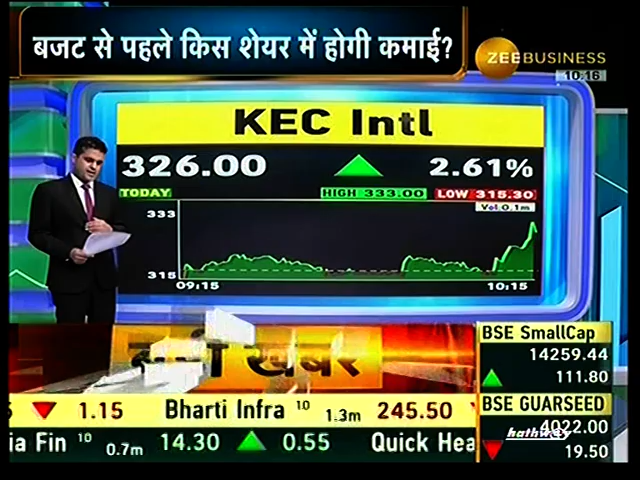 बजट से पहले किस शेयर में होगी कमाई?
ZEEBUSINESS
10:16
KEC Intl
326.00 2.61%
TODAY HIGH 333.00 LOW 315.30
Vol.0.1m
333
315
09:15 10:15
खबर
BSE SmallCap
14259.44
111.80
BSE GUARSEED
4022.00
hathway
19.50
1.15 Bharti Infra 10 1.3m 245.50
ia Fin 10 0.7m 14.30 0.55 Quick Hea